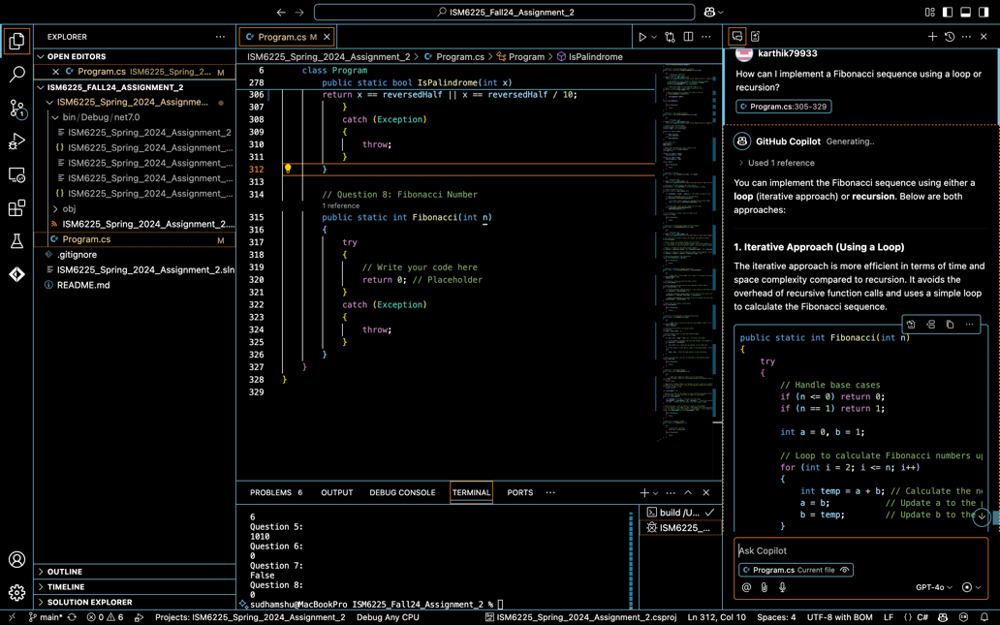 ISM6225_Fall24_Assignment_2
EXPLORER
OPEN EDITORS
Program.cs ISM6225_Spring_2... M
ISM6225_FALL24_ASSIGNMENT_2
ISM6225_Spring_2024_Assignme...
bin/Debug/net7.0
ISM6225_Spring_2024_Assignment_2
{} ISM6225_Spring_2024_Assignment_...
ISM6225_Spring_2024_Assignment_...
ISM6225_Spring_2024_Assignment_...
{} ISM6225_Spring_2024_Assignment_...
obj
ISM6225_Spring_2024_Assignment_2....
Program.cs M
.gitignore
ISM6225_Spring_2024_Assignment_2.sln
README.md
OUTLINE
TIMELINE
SOLUTION EXPLORER
1
Program.cs M
ISM6225_Spring_2024_Assignment_2 > Program.cs > Program > IsPalindrome
6 class Program
278 public static bool IsPalindrome(int x)
306 return x == reversedHalf || x == reversedHalf / 10;
307 }
308 catch (Exception)
309 {
310 throw;
311 }
312 }
313
314 // Question 8: Fibonacci Number
1 reference
315 public static int Fibonacci(int n)
316 {
317 try
318 {
319 // Write your code here
320 return 0; // Placeholder
321 }
322 catch (Exception)
323 {
324 throw;
325 }
326 }
327 }
328 }
329
PROBLEMS 6 OUTPUT DEBUG CONSOLE TERMINAL PORTS
6
Question 5:
1010
Question 6:
0
Question 7:
False
Question 8:
0
sudhamshu@MacBookPro ISM6225_Fall24_Assignment_2 %
build /U...
ISM6225_...
karthik79933
How can I implement a Fibonacci sequence using a loop or
recursion?
Program.cs:305-329
GitHub Copilot Generating..
Used 1 reference
You can implement the Fibonacci sequence using either a
loop (iterative approach) or recursion. Below are both
approaches:
1. Iterative Approach (Using a Loop)
The iterative approach is more efficient in terms of time and
space complexity compared to recursion. It avoids the
overhead of recursive function calls and uses a simple loop
to calculate the Fibonacci sequence.
public static int Fibonacci(int n)
{
try
{
// Handle base cases
if (n <= 0) return 0;
if (n == 1) return 1;
int a = 0, b = 1;
// Loop to calculate Fibonacci numbers
for (int i = 2; i <= n; i++)
{
int temp = a + b; // Calculate the
a = b; // Update a to the
b = temp; // Update b to the
}
Ask Copilot
Program.cs Current file
GPT-4o
main* 0 6 Projects: ISM6225_Spring_2024_Assignment_2 Debug Any CPU ISM6225_Spring_2024_Assignment_2.csproj Ln 312, Col 10 Spaces: 4 UTF-8 with BOM LF {} C#